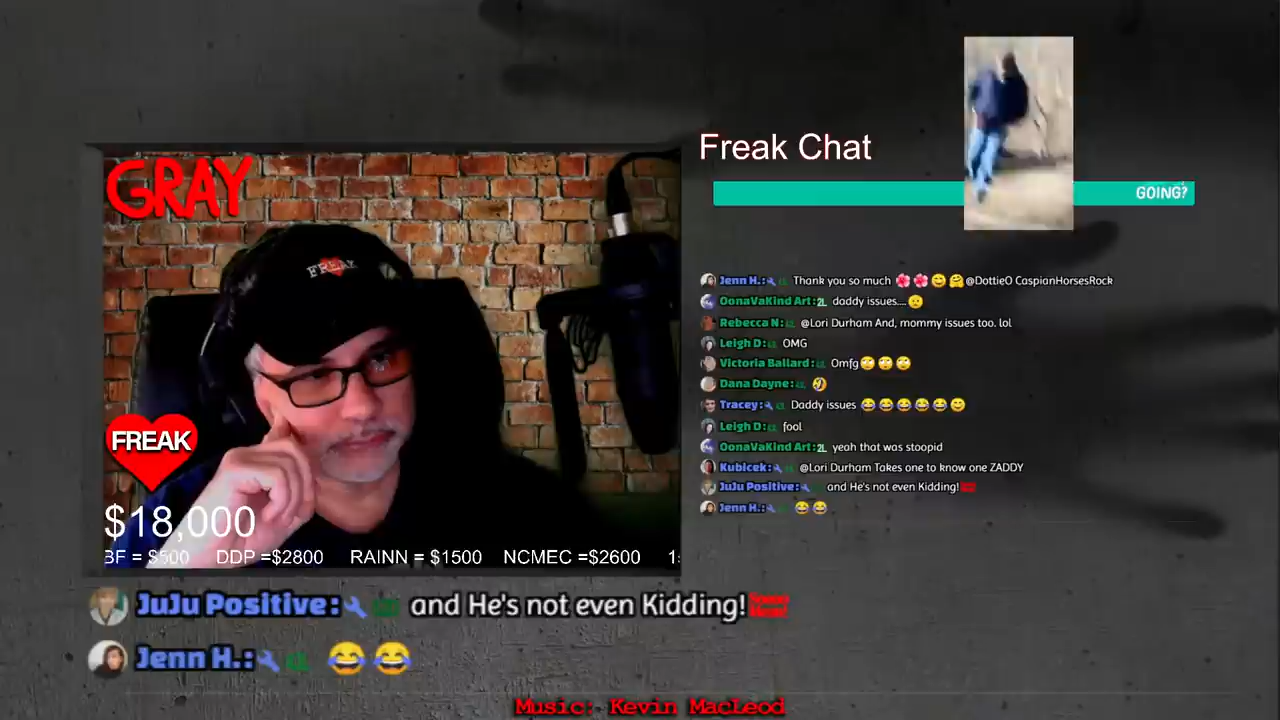 GRAY
FREAK
FREAK
$18,000
BF = $500 DDP =$2800 RAINN = $1500 NCMEC =$2600
Freak Chat
GOING?
Jenn H.: Thank you so much @DottieO CaspianHorsesRock
OonaVaKind Art: daddy issues....
Rebecca N: @Lori Durham And, mommy issues too. lol
Leigh D: OMG
Victoria Ballard: Omfg
Dana Dayne:
Tracey: Daddy issues
Leigh D: fool
OonaVaKind Art: yeah that was stoopid
Kubicek: @Lori Durham Takes one to know one ZADDY
JuJu Positive: and He's not even Kidding!
Jenn H.:
JuJu Positive: and He's not even Kidding!
Jenn H.:
Music: Kevin MacLeod